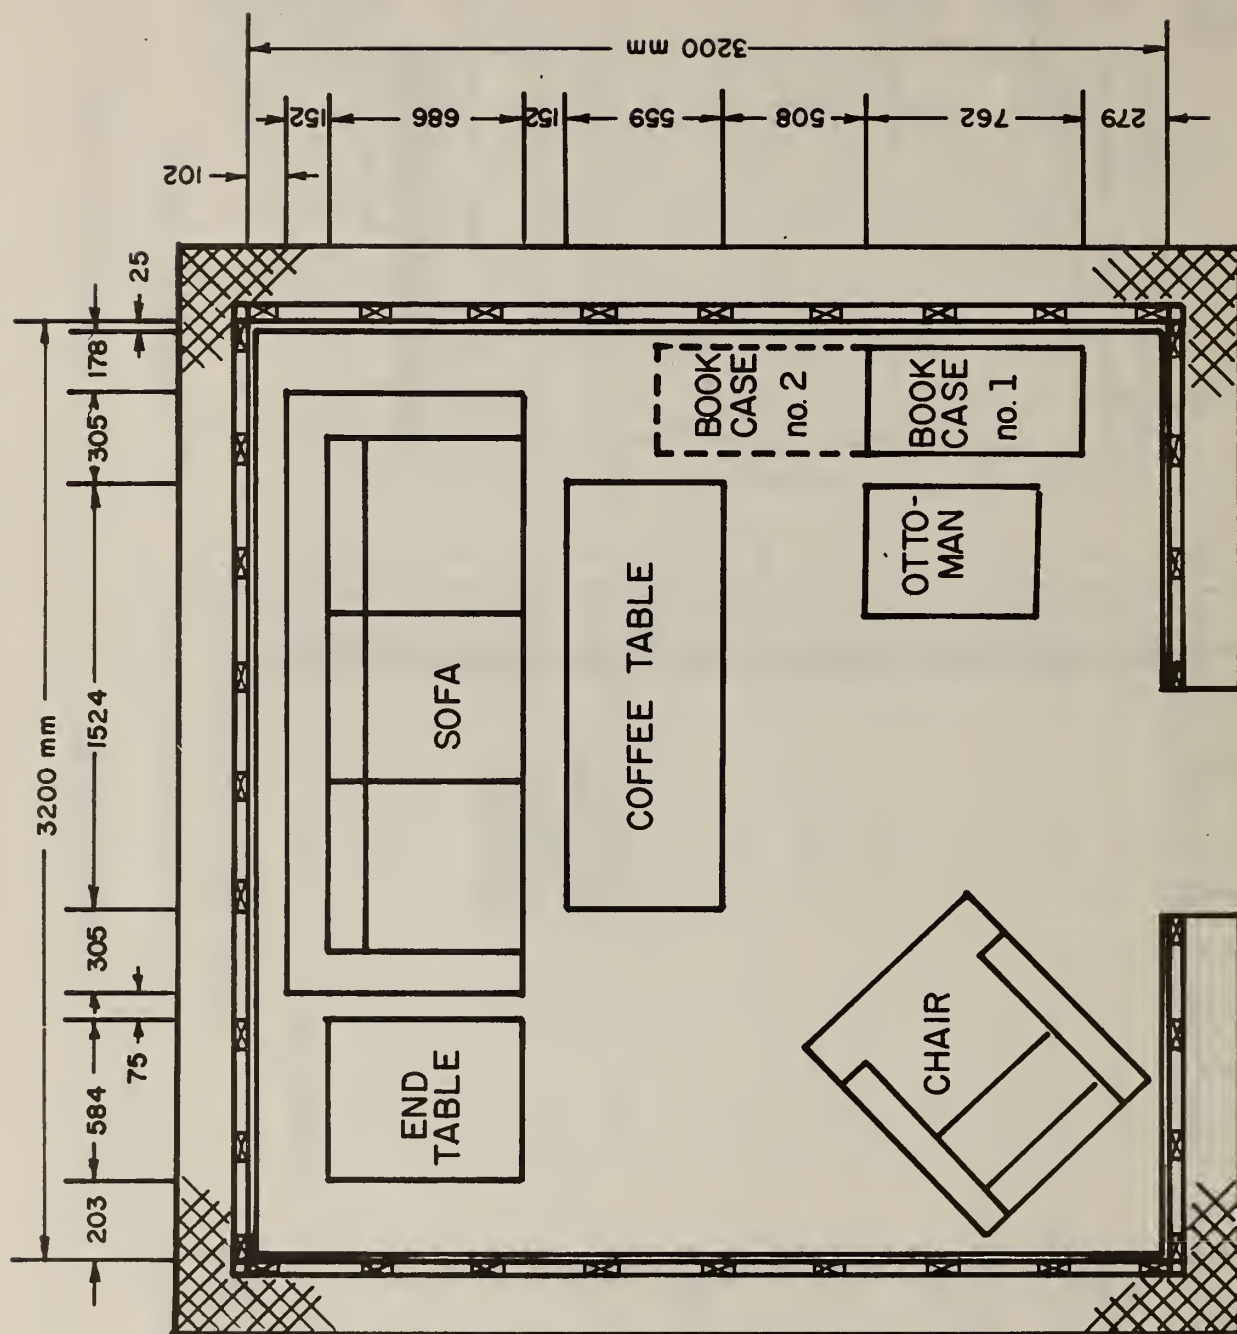 3200 mm
102
152
686
152
559
508
762
279
3200 mm
25
178
305
1524
305
75
584
203
SOFA
END
TABLE
COFFEE TABLE
BOOK
CASE
no. 2
BOOK
CASE
no. 1
OTTO-
MAN
CHAIR